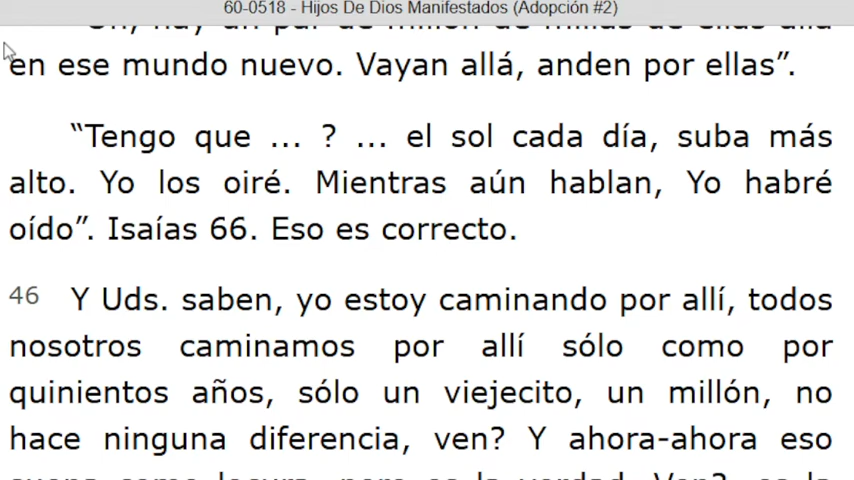 60-0518 - Hijos De Dios Manifestados (Adopción #2)
en ese mundo nuevo. Vayan allá, anden por ellas”.
“Tengo que ... ? ... el sol cada día, suba más
alto. Yo los oiré. Mientras aún hablan, Yo habré
oído”. Isaías 66. Eso es correcto.
46 Y Uds. saben, yo estoy caminando por allí, todos
nosotros caminamos por allí sólo como por
quinientos años, sólo un viejecito, un millón, no
hace ninguna diferencia, ven? Y ahora-ahora eso